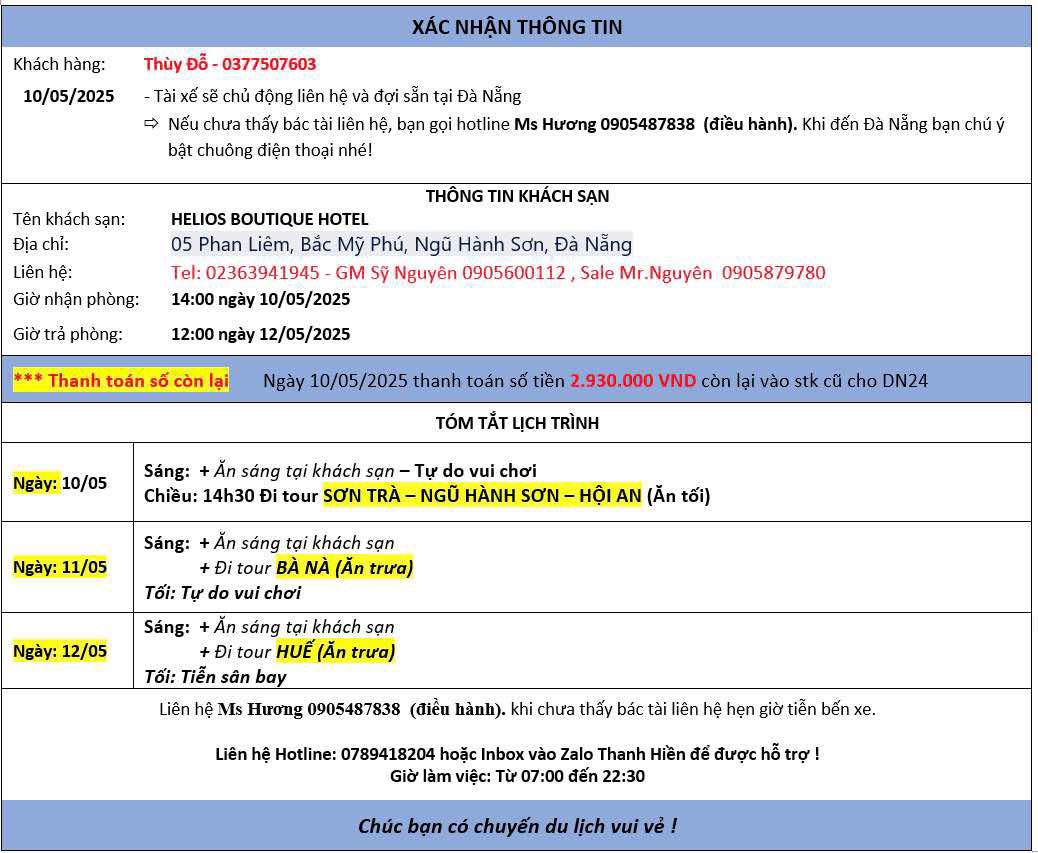 XÁC NHẬN THÔNG TIN
Khách hàng: Thùy Đỗ - 0377507603
10/05/2025 - Tài xế sẽ chủ động liên hệ và đợi sẵn tại Đà Nẵng
⇨ Nếu chưa thấy bác tài liên hệ, bạn gọi hotline Ms Hương 0905487838 (điều hành). Khi đến Đà Nẵng bạn chú ý
bật chuông điện thoại nhé!
THÔNG TIN KHÁCH SẠN
Tên khách sạn: HELIOS BOUTIQUE HOTEL
Địa chỉ: 05 Phan Liêm, Bắc Mỹ Phú, Ngũ Hành Sơn, Đà Nẵng
Liên hệ: Tel: 02363941945 - GM Sỹ Nguyên 0905600112 , Sale Mr.Nguyên 0905879780
Giờ nhận phòng: 14:00 ngày 10/05/2025
Giờ trả phòng: 12:00 ngày 12/05/2025
*** Thanh toán số còn lại Ngày 10/05/2025 thanh toán số tiền 2.930.000 VND còn lại vào stk cũ cho DN24
TÓM TẮT LỊCH TRÌNH
Ngày: 10/05
Sáng: + Ăn sáng tại khách sạn – Tự do vui chơi
Chiều: 14h30 Đi tour SƠN TRÀ – NGŨ HÀNH SƠN – HỘI AN (Ăn tối)
Ngày: 11/05
Sáng: + Ăn sáng tại khách sạn
+ Đi tour BÀ NÀ (Ăn trưa)
Tối: Tự do vui chơi
Ngày: 12/05
Sáng: + Ăn sáng tại khách sạn
+ Đi tour HUẾ (Ăn trưa)
Tối: Tiễn sân bay
Liên hệ Ms Hương 0905487838 (điều hành). khi chưa thấy bác tài liên hệ hẹn giờ tiễn bến xe.
Liên hệ Hotline: 0789418204 hoặc Inbox vào Zalo Thanh Hiền để được hỗ trợ !
Giờ làm việc: Từ 07:00 đến 22:30
Chúc bạn có chuyến du lịch vui vẻ !